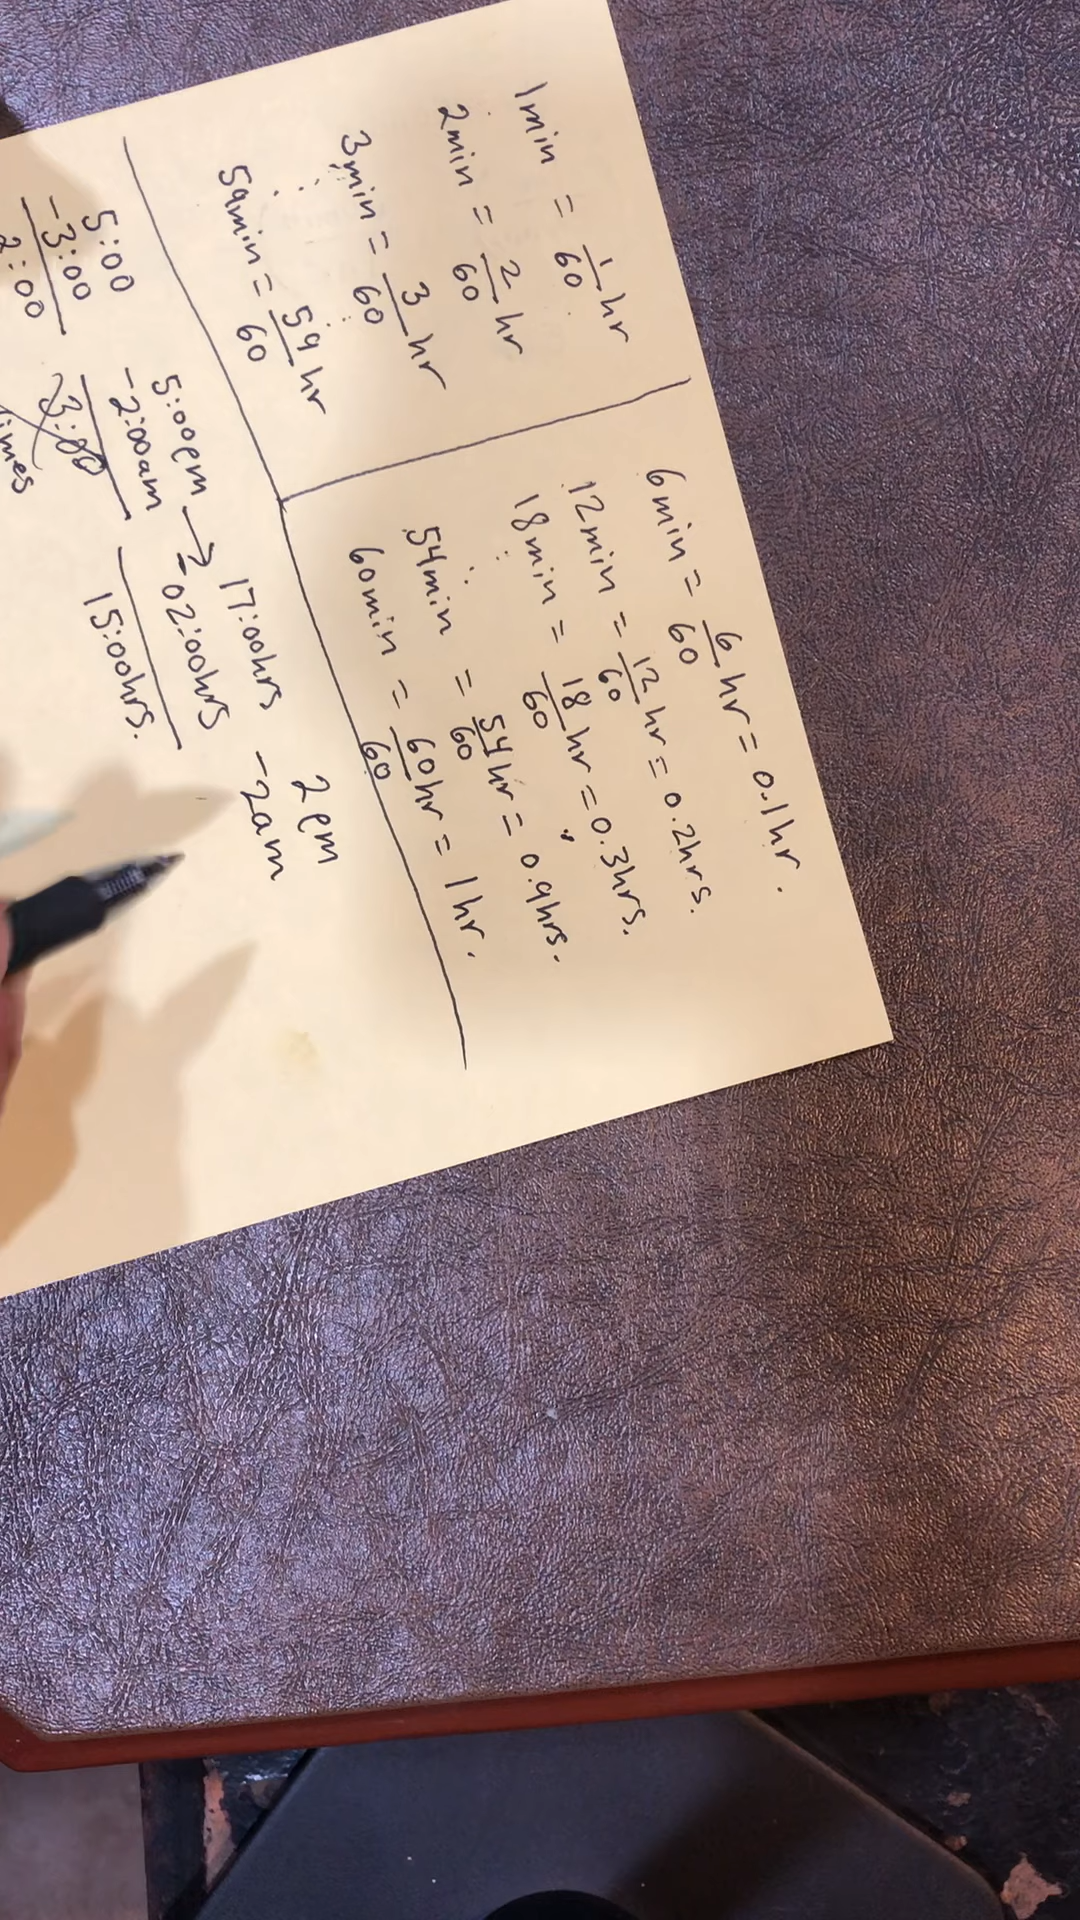 1min = 1/60 hr
2min = 2/60 hr
3min = 3/60 hr
⋮ ⋮
59min = 59/60 hr
6min = 6/60 hr = 0.1hr.
12min = 12/60 hr = 0.2hrs.
18min = 18/60 hr = 0.3hrs.
⋮
54min = 54/60 hr = 0.9hrs.
60min = 60/60 hr = 1hr.
5:00
-3:00
2:00
5:00pm →
-2:00am
3:00
17:00hrs
- 02:00hrs
15:00hrs.
2pm
-2am